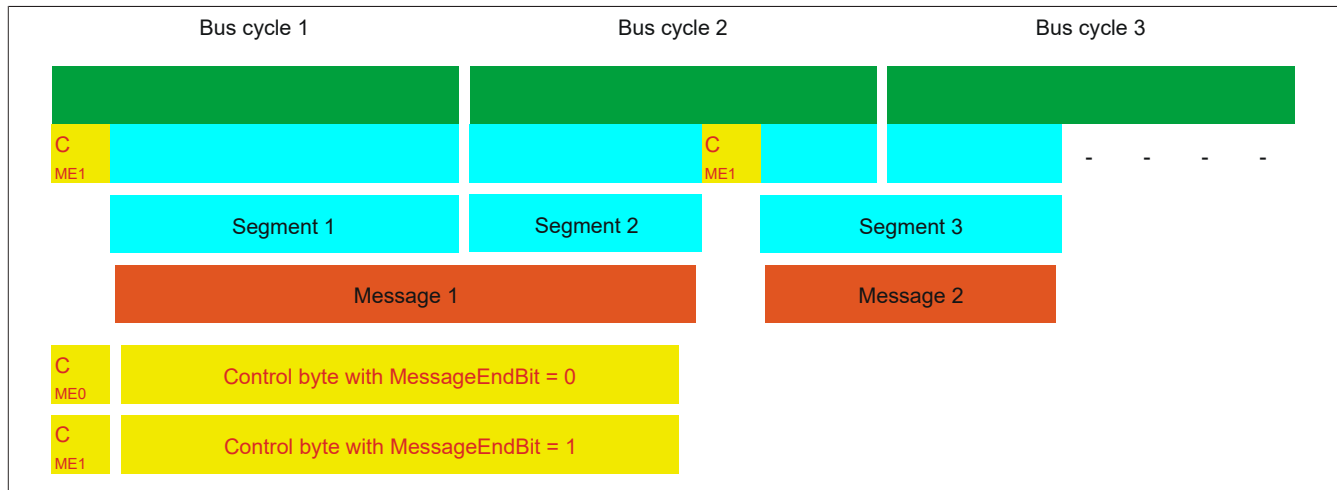 Bus cycle 1
Bus cycle 2
Bus cycle 3
C
ME1
C
ME1
- - - -
Segment 1
Segment 2
Segment 3
Message 1
Message 2
C
ME0
Control byte with MessageEndBit = 0
C
ME1
Control byte with MessageEndBit = 1